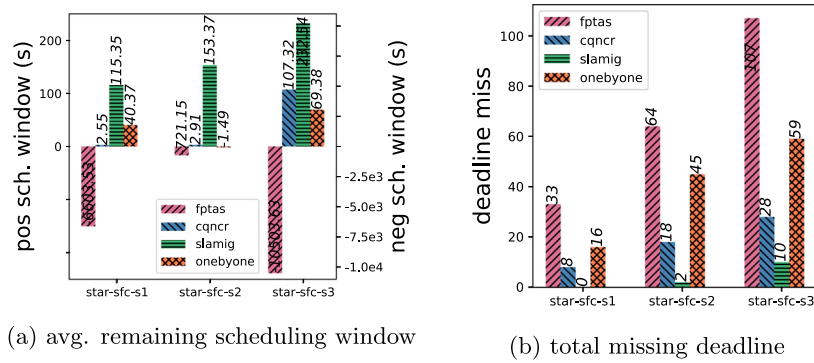 200
100
0
pos sch. window (s)
-6603.53
2.55
115.35
40.37
-721.15
2.91
153.37
-1.49
-10503.63
107.32
232.54
69.38
-2.5e3
-5.0e3
-7.5e3
-1.0e4
neg sch. window (s)
fptas
cqncr
slamig
onebyone
star-sfc-s1
star-sfc-s2
star-sfc-s3
(a) avg. remaining scheduling window
100
80
60
40
20
0
deadline miss
fptas
cqncr
slamig
onebyone
33
8
0
16
64
18
2
45
107
28
10
59
star-sfc-s1
star-sfc-s2
star-sfc-s3
(b) total missing deadline